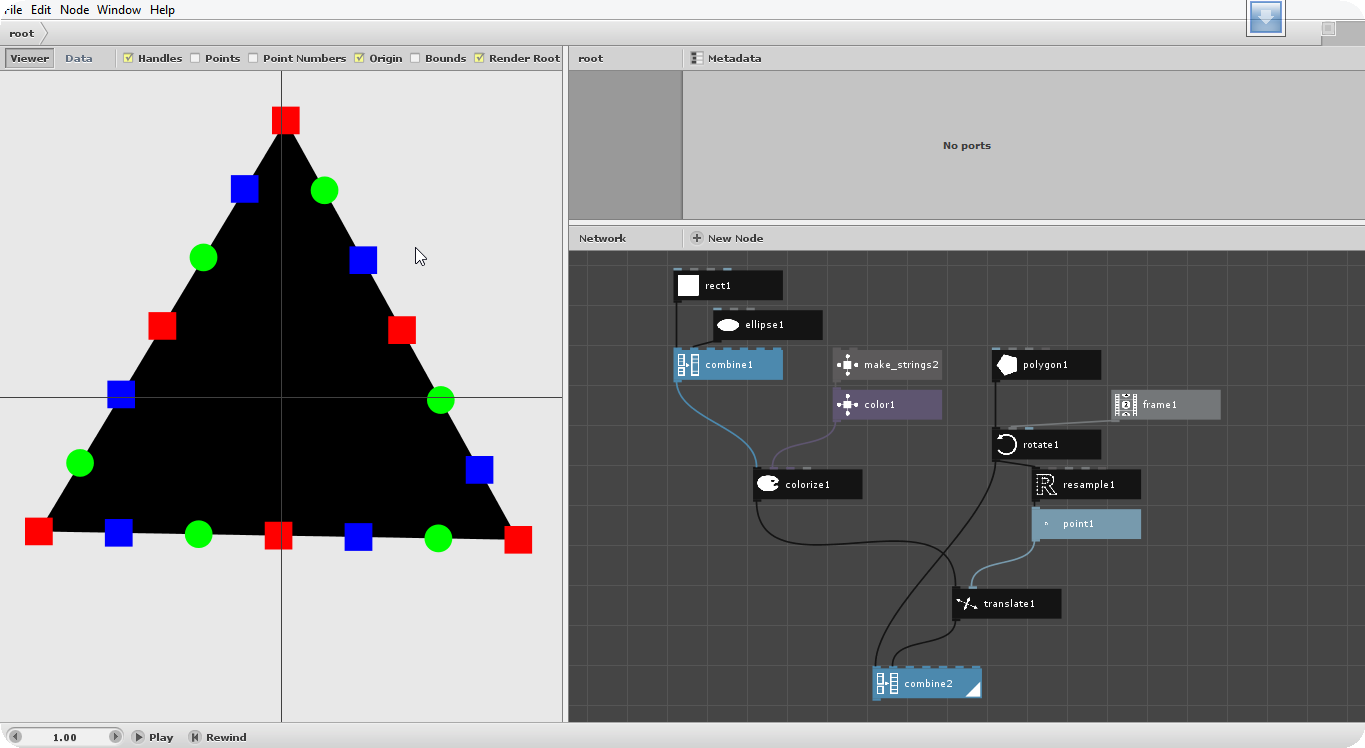 File Edit Node Window Help
root
Viewer Data Handles Points Point Numbers Origin Bounds Render Root
root Metadata
No ports
Network New Node
rect1
ellipse1
combine1
make_strings2
polygon1
color1
frame1
rotate1
colorize1
resample1
point1
translate1
combine2
1.00 Play Rewind